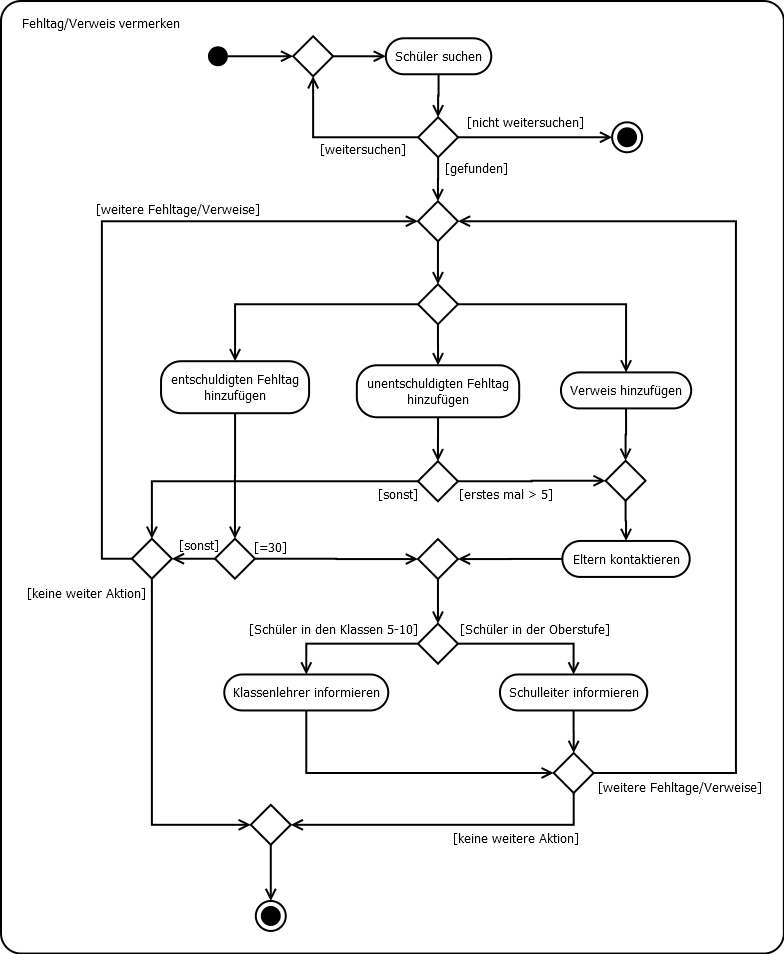 Fehltag/Verweis vermerken
Schüler suchen
[nicht weitersuchen]
[weitersuchen]
[gefunden]
[weitere Fehltage/Verweise]
entschuldigten Fehltag
hinzufügen
unentschuldigten Fehltag
hinzufügen
Verweis hinzufügen
[sonst]
[erstes mal > 5]
[sonst]
[=30]
Eltern kontaktieren
[keine weiter Aktion]
[Schüler in den Klassen 5-10]
[Schüler in der Oberstufe]
Klassenlehrer informieren
Schulleiter informieren
[weitere Fehltage/Verweise]
[keine weitere Aktion]